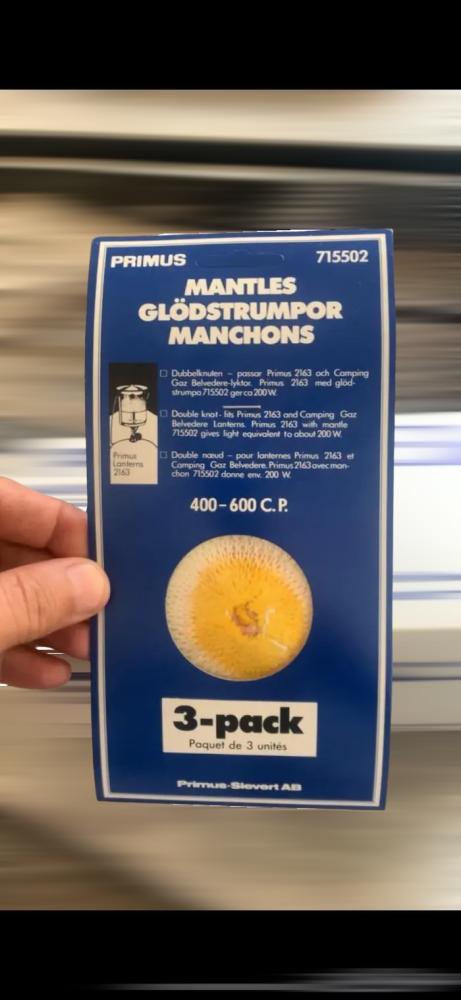 PRIMUS 715502
MANTLES
GLÖDSTRUMPOR
MANCHONS
Dubbelknuten – passar Primus 2163 och Camping
Gaz Belvedere-lyktor. Primus 2163 med glöd-
strumpa 715502 ger ca 200 W.
Double knot - fits Primus 2163 and Camping Gaz
Belvedere Lanterns. Primus 2163 with mantle
715502 gives light equivalent to about 200 W.
Double nœud – pour lanternes Primus 2163 et
Camping Gaz Belvedere. Primus 2163 avec man-
chon 715502 donne env. 200 W.
Primus
Lanterns
2163
400–600 C.P.
3-pack
Paquet de 3 unités
Primus-Sievert AB